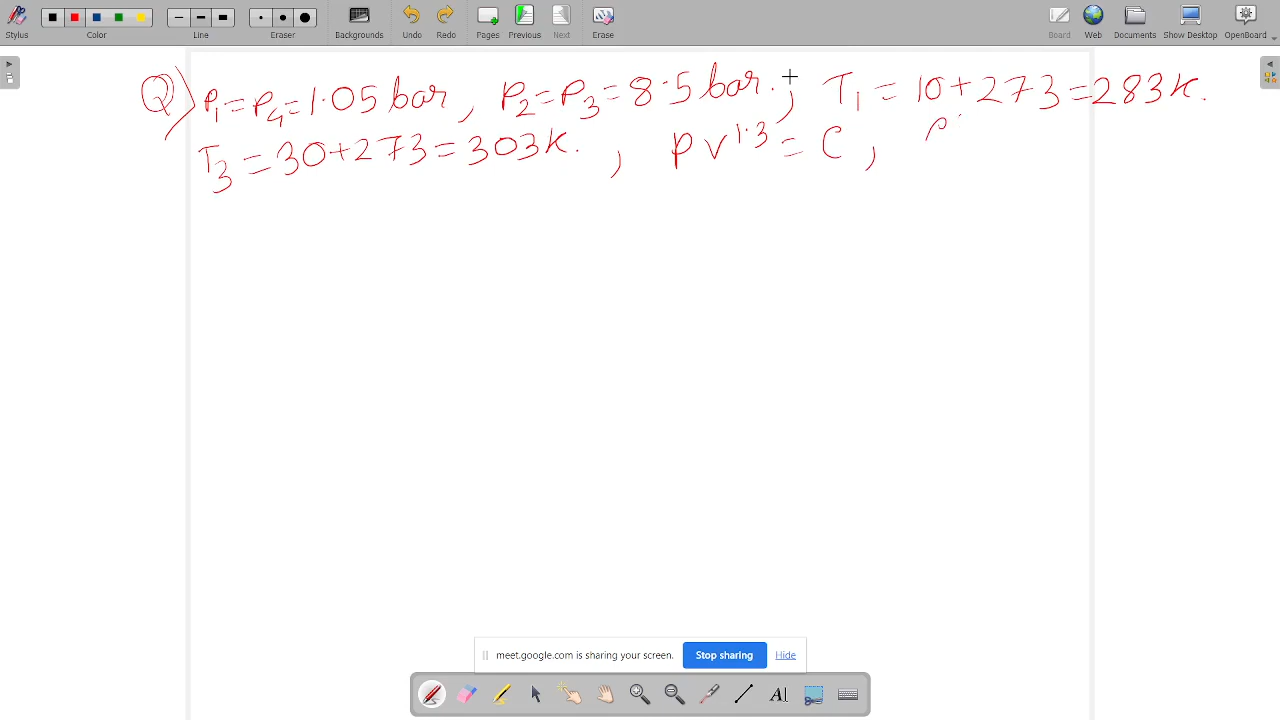 Stylus Color Line Eraser Backgrounds Undo Redo Pages Previous Next Erase Board Web Documents Show Desktop OpenBoard
Q) P₁=P₄=1.05 bar, P₂=P₃=8.5 bar. , T₁ = 10+273=283K.
T₃=30+273=303K. , PV^1.3 = C,
meet.google.com is sharing your screen. Stop sharing Hide